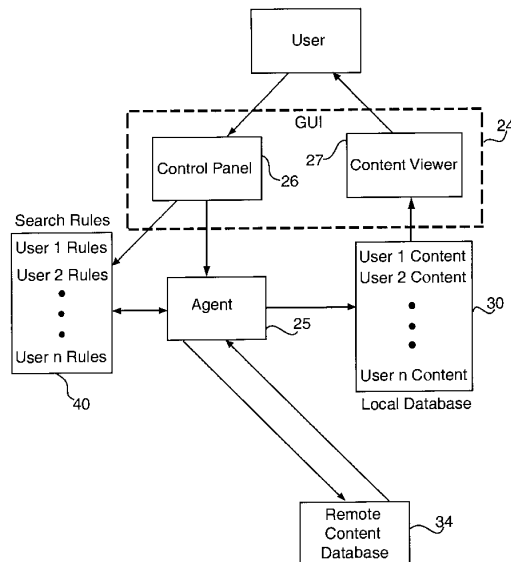 User
GUI
24
Control Panel
26
27
Content Viewer
Search Rules
User 1 Rules
User 2 Rules
User n Rules
40
Agent
25
User 1 Content
User 2 Content
User n Content
30
Local Database
Remote
Content
Database
34